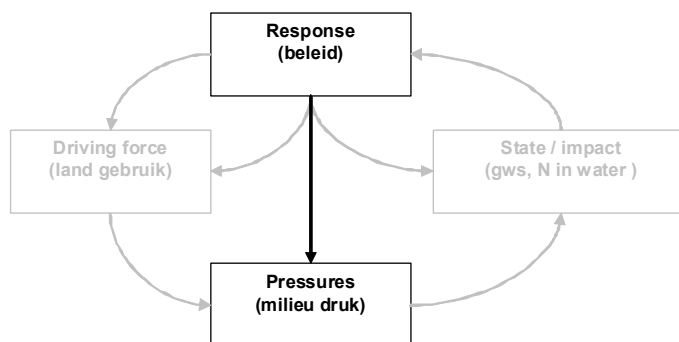 Response
(beleid)
Driving force
(land gebruik)
State / impact
(gws, N in water )
Pressures
(milieu druk)